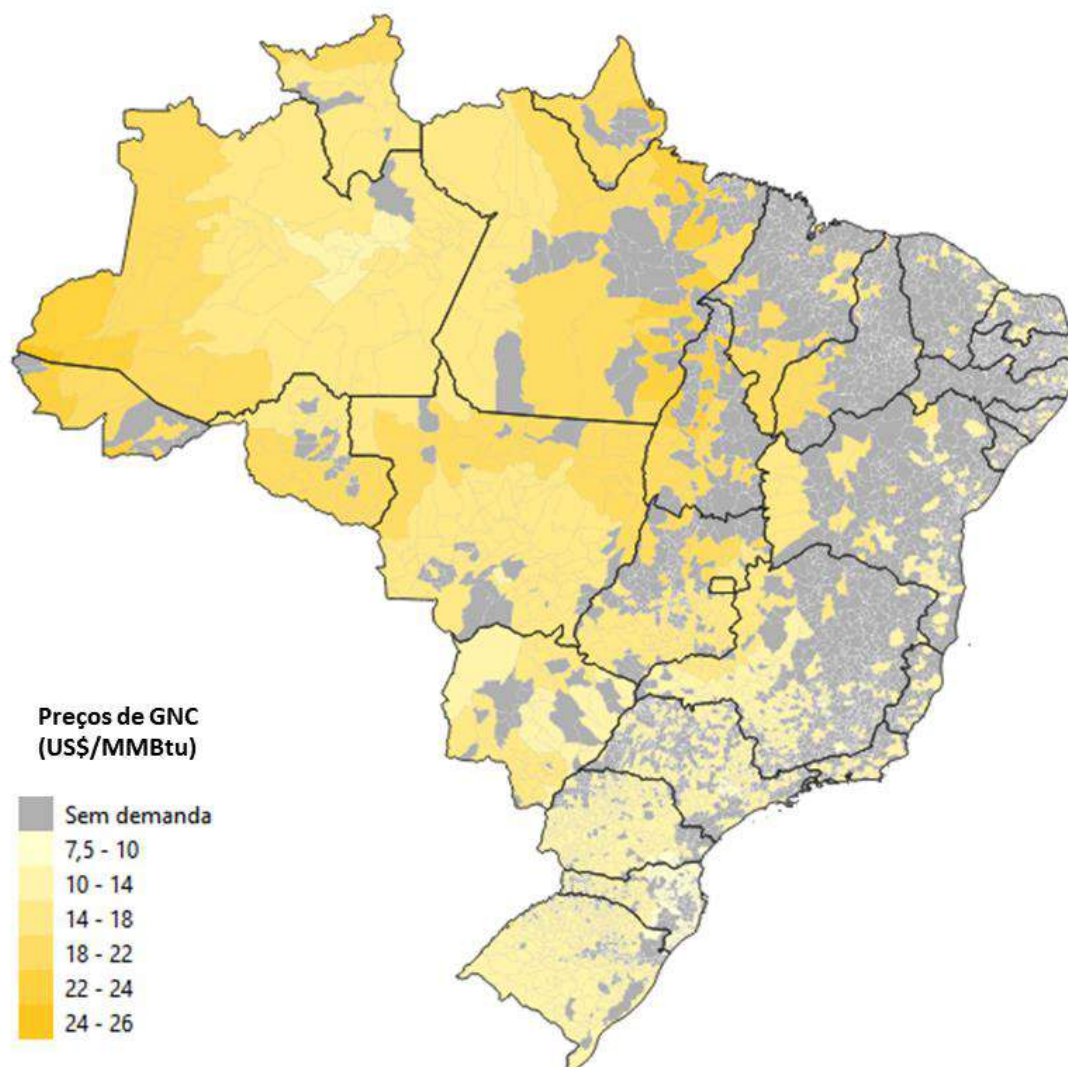 Preços de GNC
(US$/MMBtu)
Sem demanda
7,5 - 10
10 - 14
14 - 18
18 - 22
22 - 24
24 - 26